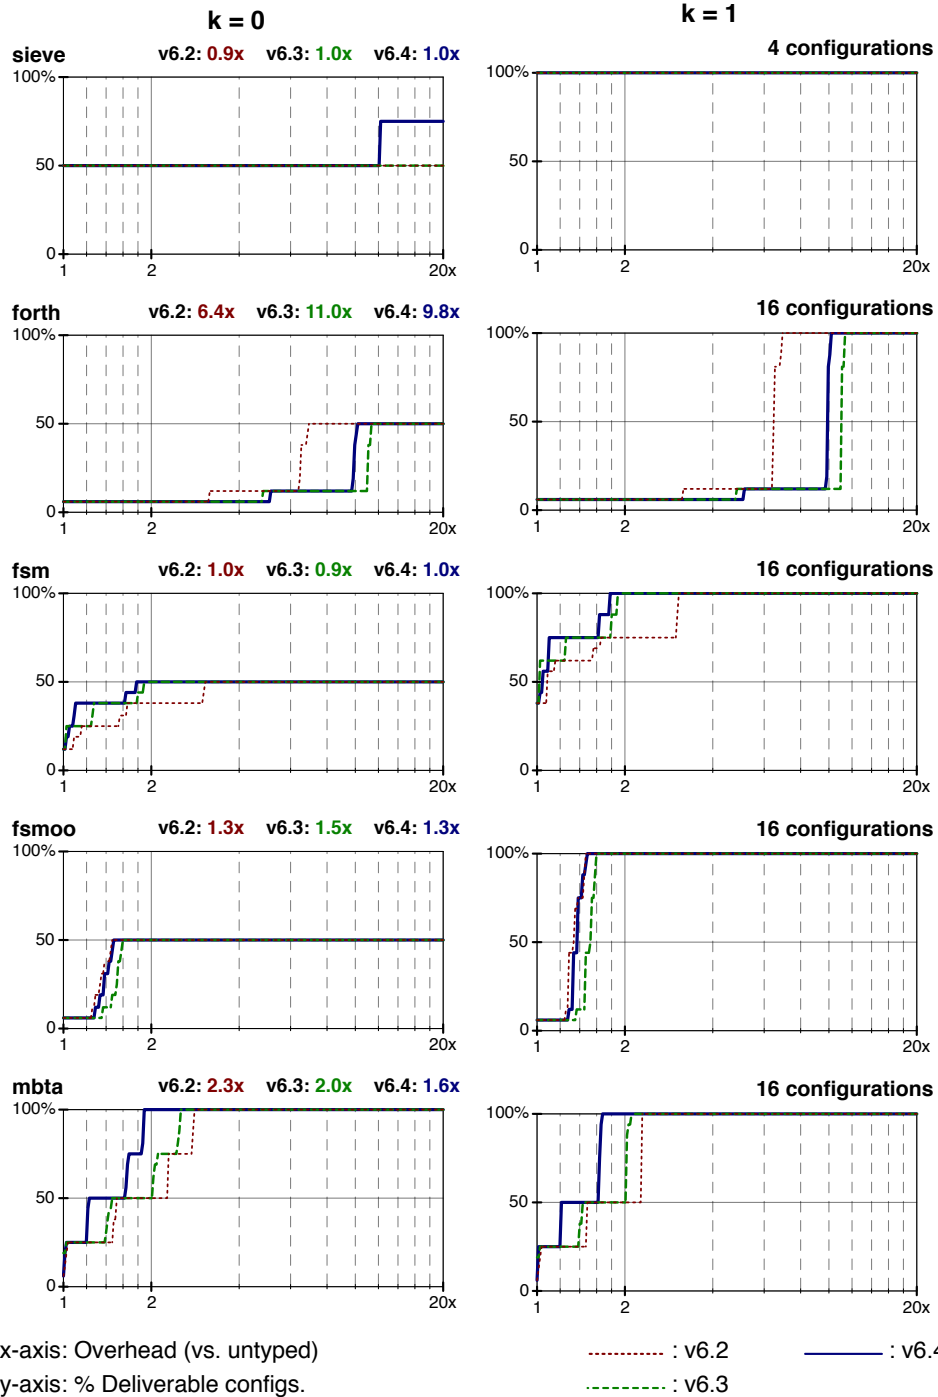 k = 0
k = 1
sieve v6.2: 0.9x v6.3: 1.0x v6.4: 1.0x
4 configurations
100%
50
0
1 2 20x
100%
50
0
1 2 20x
forth v6.2: 6.4x v6.3: 11.0x v6.4: 9.8x
16 configurations
100%
50
0
1 2 20x
100%
50
0
1 2 20x
fsm v6.2: 1.0x v6.3: 0.9x v6.4: 1.0x
16 configurations
100%
50
0
1 2 20x
100%
50
0
1 2 20x
fsmoo v6.2: 1.3x v6.3: 1.5x v6.4: 1.3x
16 configurations
100%
50
0
1 2 20x
100%
50
0
1 2 20x
mbta v6.2: 2.3x v6.3: 2.0x v6.4: 1.6x
16 configurations
100%
50
0
1 2 20x
100%
50
0
1 2 20x
x-axis: Overhead (vs. untyped)
y-axis: % Deliverable configs.
: v6.2 : v6.4
: v6.3